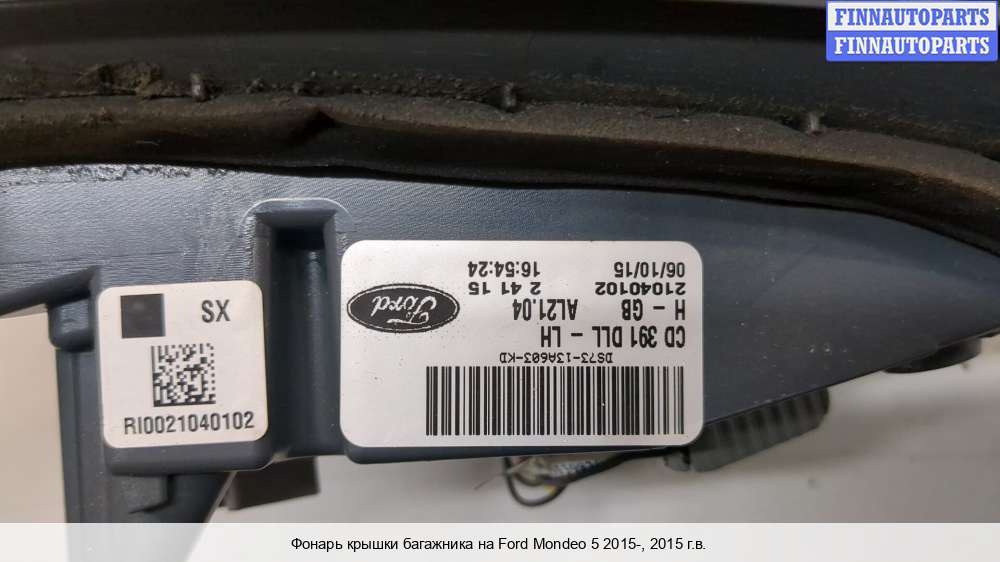 FINNAUTOPARTS
FINNAUTOPARTS
SX
RI0021040102
DS73-13A603-KD
CD 391 DLL - LH
H - GB AL21.04
21040102 2 41 15
06/10/15 16:54:24
Ford
Фонарь крышки багажника на Ford Mondeo 5 2015-, 2015 г.в.